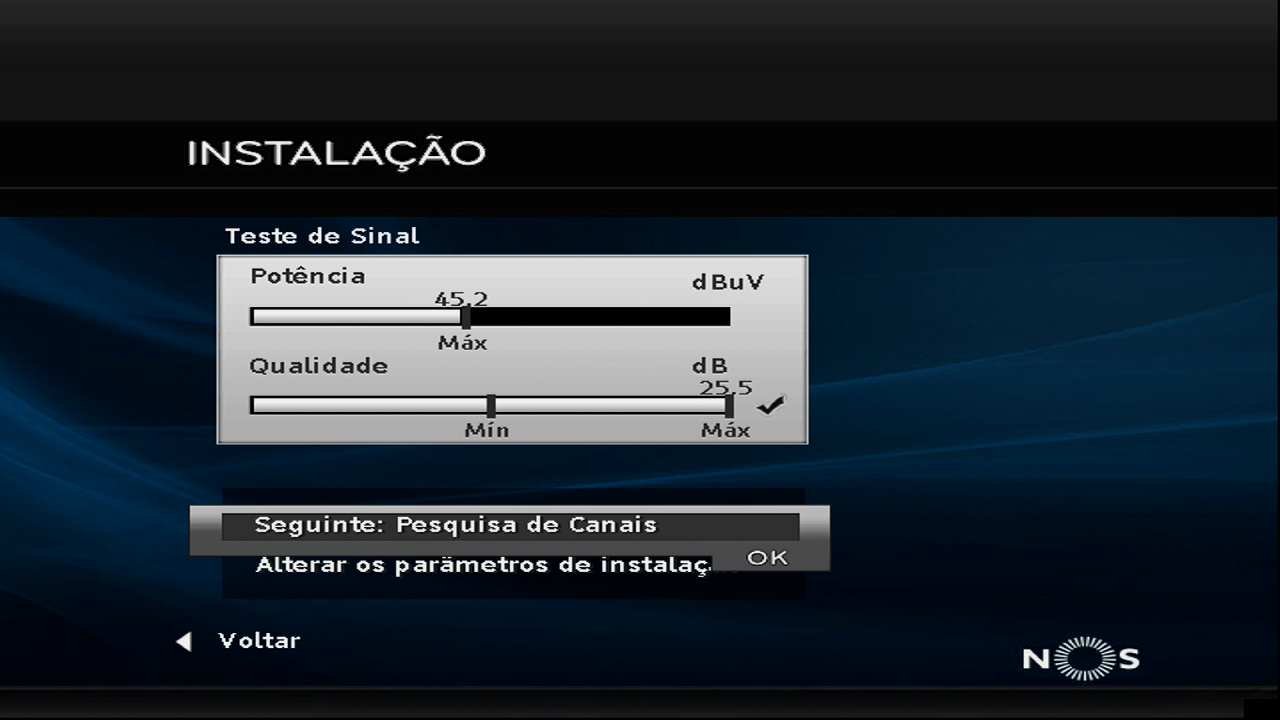 INSTALAÇÃO
Teste de Sinal
Potência
dBuV
45.2
Máx
Qualidade
dB
25.5
Mín
Máx
Seguinte: Pesquisa de Canais
OK
Alterar os parämetros de instalaç
Voltar
NOS